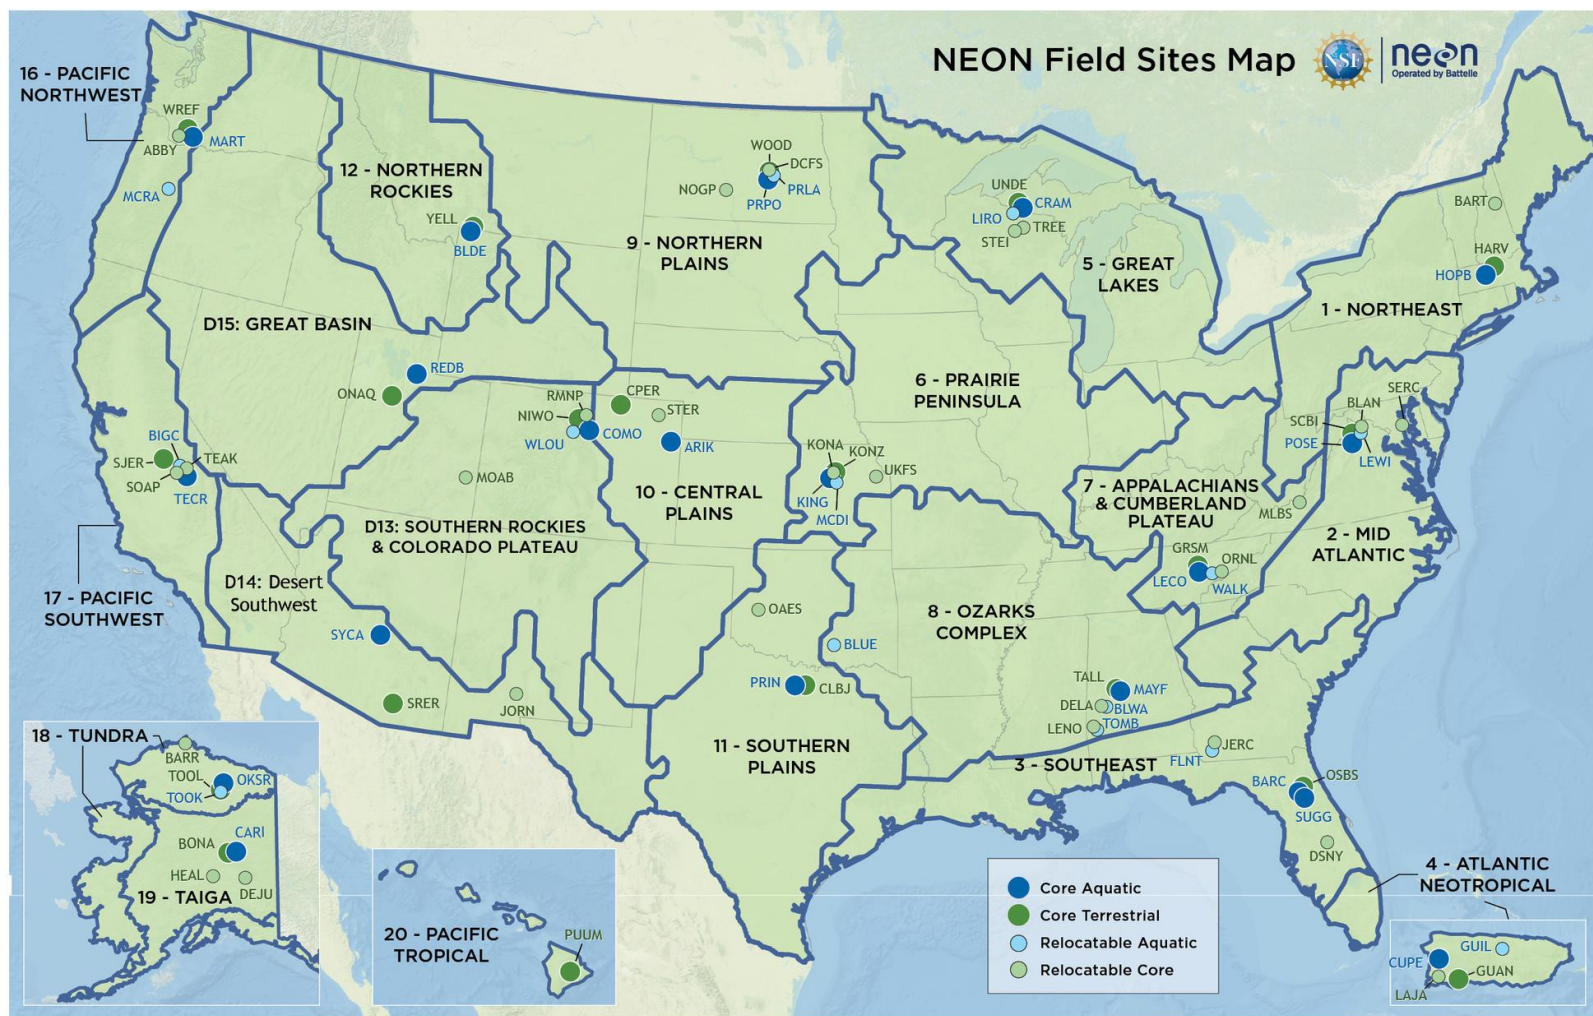 NEON Field Sites Map
NSF
neon
Operated by Battelle
16 - PACIFIC
NORTHWEST
WREF
ABBY
MART
MCRA
12 - NORTHERN
ROCKIES
YELL
BLDE
WOOD
DCFS
NOGP
PRLA
PRPO
9 - NORTHERN
PLAINS
UNDE
CRAM
LIRO
TREE
STEI
5 - GREAT
LAKES
BART
HARV
HOPB
1 - NORTHEAST
D15: GREAT BASIN
REDB
ONAQ
RMNP
NIWO
WLOU
COMO
CPER
STER
ARIK
6 - PRAIRIE
PENINSULA
SERC
BLAN
SCBI
POSE
LEWI
BIGC
SJER
TEAK
SOAP
TECR
MOAB
KONA
KONZ
UKFS
KING
MCDI
10 - CENTRAL
PLAINS
7 - APPALACHIANS
& CUMBERLAND
PLATEAU
MLBS
D13: SOUTHERN ROCKIES
& COLORADO PLATEAU
2 - MID
ATLANTIC
GRSM
ORNL
LECO
WALK
17 - PACIFIC
SOUTHWEST
D14: Desert
Southwest
SYCA
OAES
BLUE
8 - OZARKS
COMPLEX
SRER
JORN
PRIN
CLBJ
TALL
MAYF
DELA
BLWA
LENO
TOMB
11 - SOUTHERN
PLAINS
3 - SOUTHEAST
JERC
FLNT
BARC
OSBS
SUGG
DSNY
18 - TUNDRA
BARR
TOOL
OKSR
TOOK
CARI
BONA
HEAL
DEJU
19 - TAIGA
20 - PACIFIC
TROPICAL
PUUM
Core Aquatic
Core Terrestrial
Relocatable Aquatic
Relocatable Core
4 - ATLANTIC
NEOTROPICAL
GUIL
CUPE
GUAN
LAJA